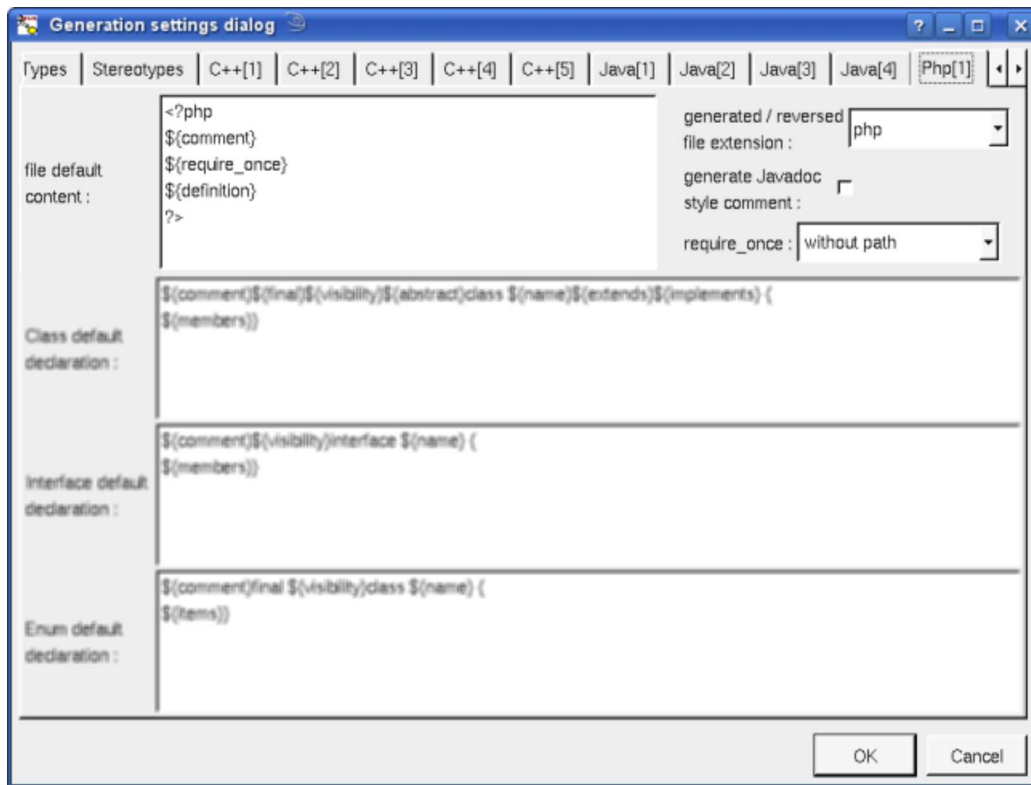 Generation settings dialog
Types Stereotypes C++[1] C++[2] C++[3] C++[4] C++[5] Java[1] Java[2] Java[3] Java[4] Php[1]
file default
content :
<?php
${comment}
${require_once}
${definition}
?>
generated / reversed
file extension :
php
generate Javadoc
style comment :
require_once :
without path
Class default
declaration :
${comment}${final}${visibility}${abstract}class ${name}${extends}${implements} {
${members}}
Interface default
declaration :
${comment}${visibility}interface ${name} {
${members}}
Enum default
declaration :
${comment}final ${visibility}class ${name} {
${items}}
OK Cancel